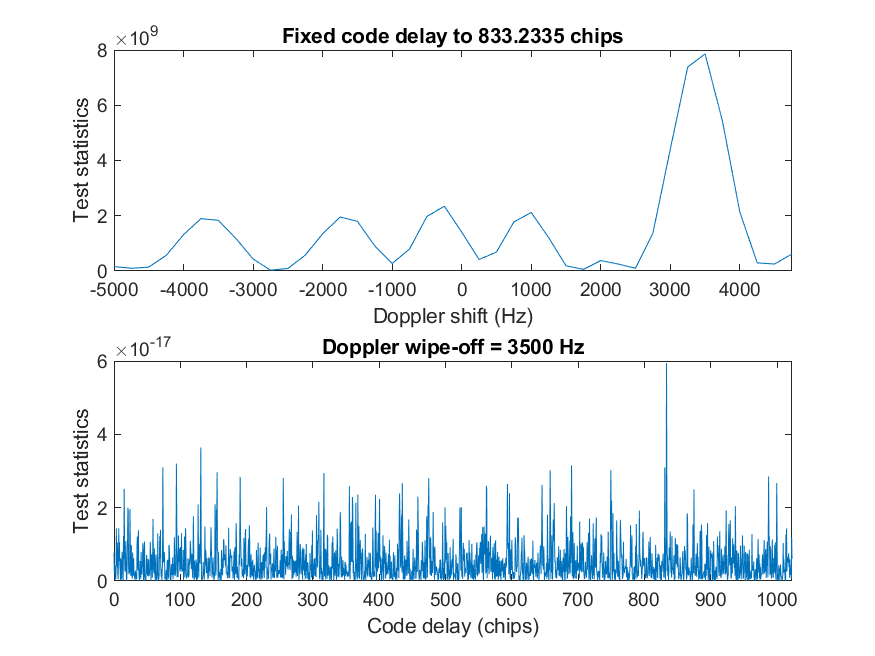 ×10^9
Fixed code delay to 833.2335 chips
8
6
4
2
0
Test statistics
-5000 -4000 -3000 -2000 -1000 0 1000 2000 3000 4000
Doppler shift (Hz)
×10^-17
Doppler wipe-off = 3500 Hz
6
4
2
0
Test statistics
0 100 200 300 400 500 600 700 800 900 1000
Code delay (chips)